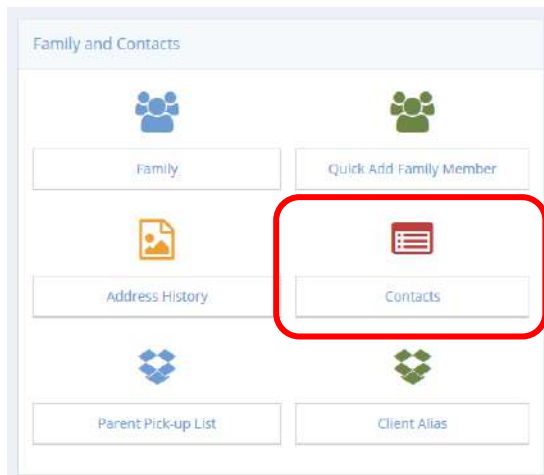 Family and Contacts
Family
Quick Add Family Member
Address History
Contacts
Parent Pick-up List
Client Alias